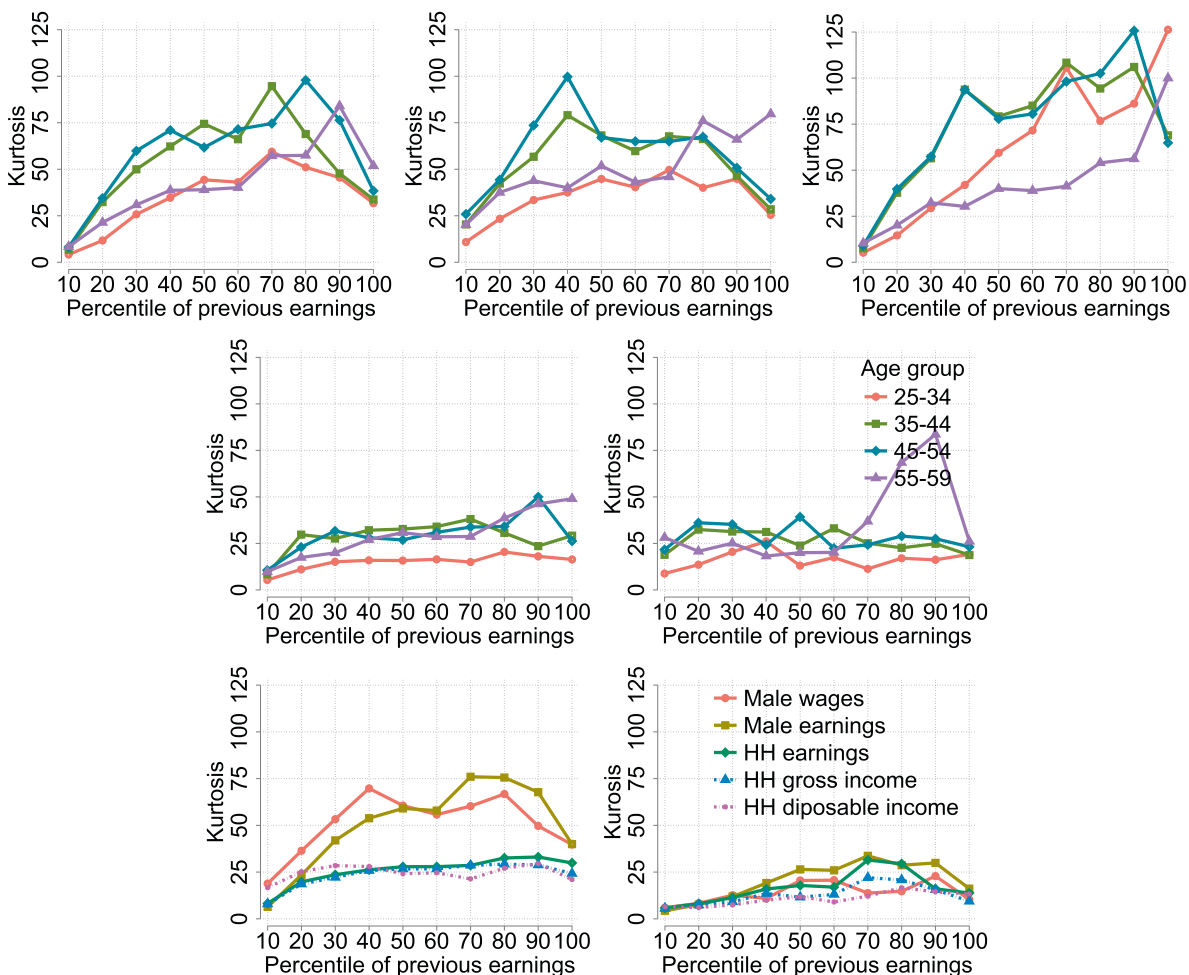 Kurtosis
0 25 50 75 100 125
10 20 30 40 50 60 70 80 90 100
Percentile of previous earnings
Kurtosis
0 25 50 75 100 125
10 20 30 40 50 60 70 80 90 100
Percentile of previous earnings
Kurtosis
0 25 50 75 100 125
10 20 30 40 50 60 70 80 90 100
Percentile of previous earnings
Kurtosis
0 25 50 75 100 125
10 20 30 40 50 60 70 80 90 100
Percentile of previous earnings
Kurtosis
0 25 50 75 100 125
Age group
25-34
35-44
45-54
55-59
10 20 30 40 50 60 70 80 90 100
Percentile of previous earnings
Kurtosis
0 25 50 75 100 125
10 20 30 40 50 60 70 80 90 100
Percentile of previous earnings
Kurosis
0 25 50 75 100 125
Male wages
Male earnings
HH earnings
HH gross income
HH diposable income
10 20 30 40 50 60 70 80 90 100
Percentile of previous earnings